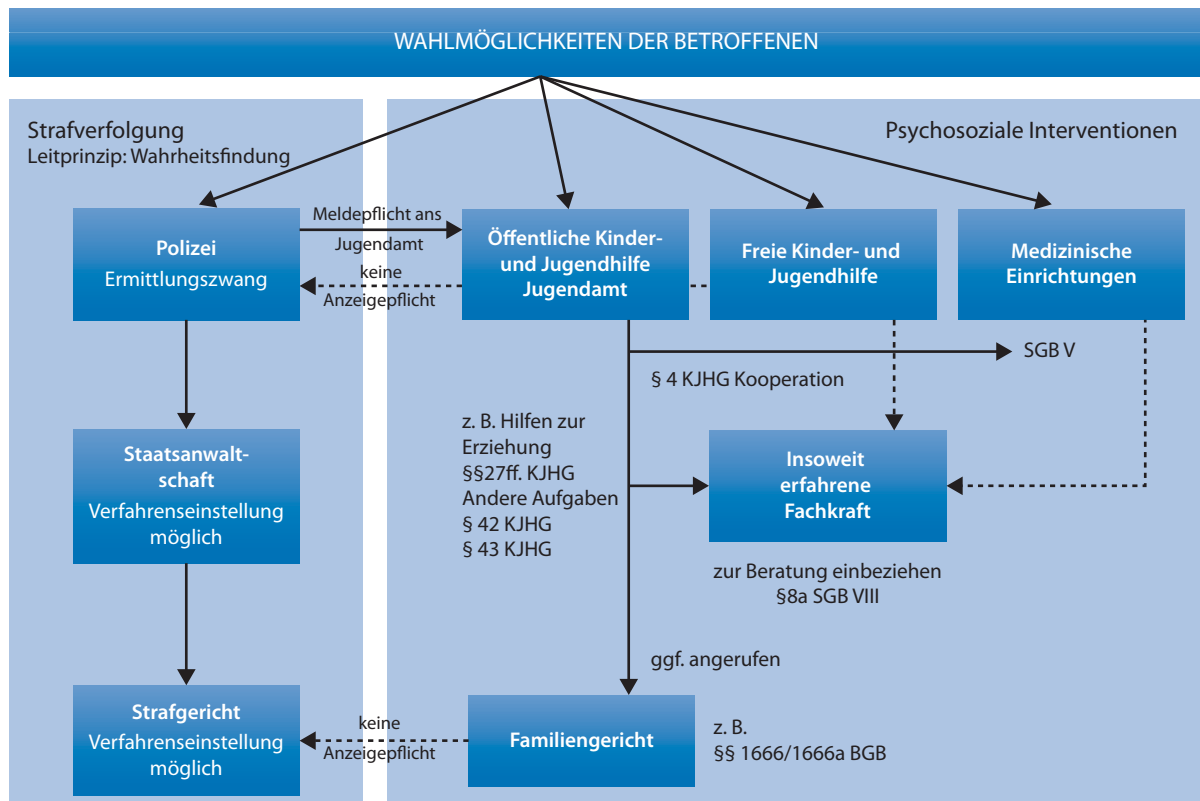 WAHLMÖGLICHKEITEN DER BETROFFENEN
Strafverfolgung
Leitprinzip: Wahrheitsfindung
Psychosoziale Interventionen
Polizei
Ermittlungszwang
Meldepflicht ans
Jugendamt
keine
Anzeigepflicht
Öffentliche Kinder-
und Jugendhilfe
Jugendamt
Freie Kinder- und
Jugendhilfe
Medizinische
Einrichtungen
SGB V
§ 4 KJHG Kooperation
z. B. Hilfen zur
Erziehung
§§27ff. KJHG
Andere Aufgaben
§ 42 KJHG
§ 43 KJHG
Staatsanwalt-
schaft
Verfahrenseinstellung
möglich
Insoweit
erfahrene
Fachkraft
zur Beratung einbeziehen
§8a SGB VIII
ggf. angerufen
Strafgericht
Verfahrenseinstellung
möglich
keine
Anzeigepflicht
Familiengericht
z. B.
§§ 1666/1666a BGB